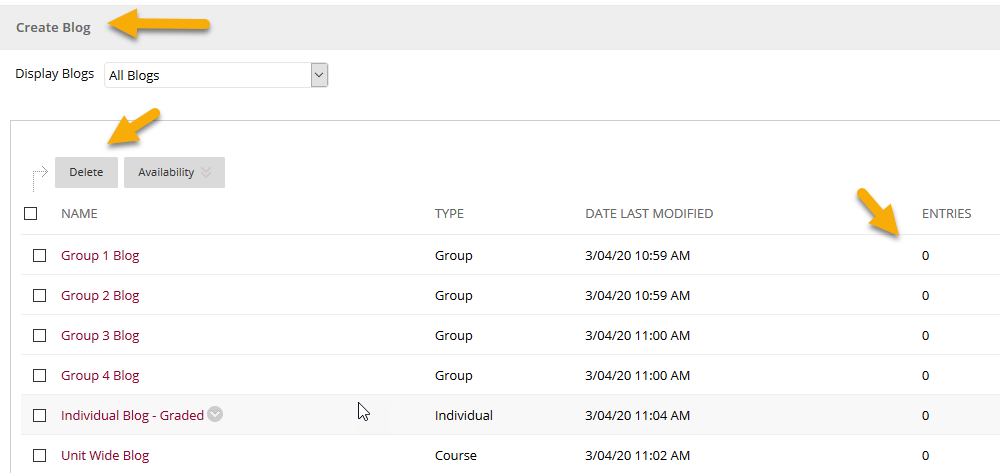 Create Blog
Display Blogs All Blogs
Delete Availability
NAME TYPE DATE LAST MODIFIED ENTRIES
Group 1 Blog Group 3/04/20 10:59 AM 0
Group 2 Blog Group 3/04/20 10:59 AM 0
Group 3 Blog Group 3/04/20 11:00 AM 0
Group 4 Blog Group 3/04/20 11:00 AM 0
Individual Blog - Graded Individual 3/04/20 11:04 AM 0
Unit Wide Blog Course 3/04/20 11:02 AM 0